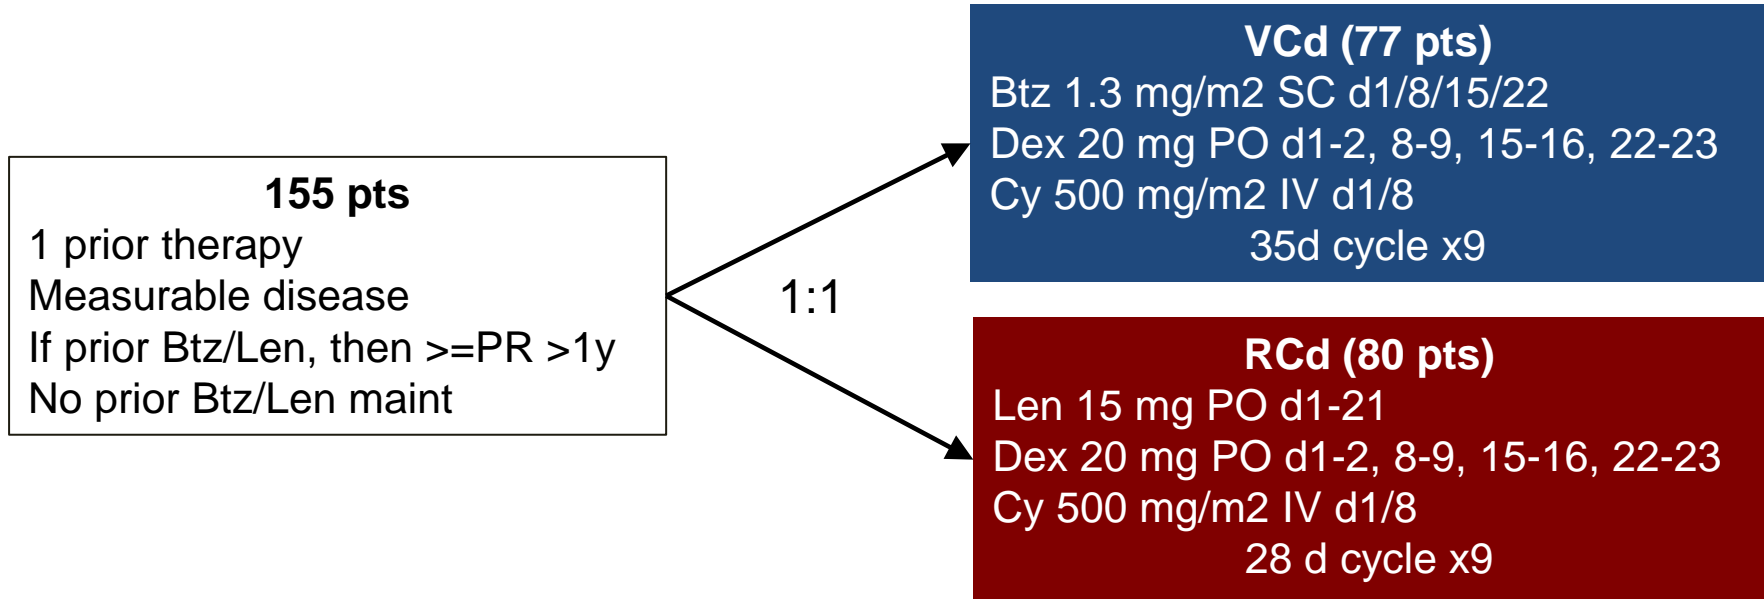 155 pts
1 prior therapy
Measurable disease
If prior Btz/Len, then >=PR >1y
No prior Btz/Len maint
1:1
VCd (77 pts)
Btz 1.3 mg/m2 SC d1/8/15/22
Dex 20 mg PO d1-2, 8-9, 15-16, 22-23
Cy 500 mg/m2 IV d1/8
35d cycle x9
RCd (80 pts)
Len 15 mg PO d1-21
Dex 20 mg PO d1-2, 8-9, 15-16, 22-23
Cy 500 mg/m2 IV d1/8
28 d cycle x9